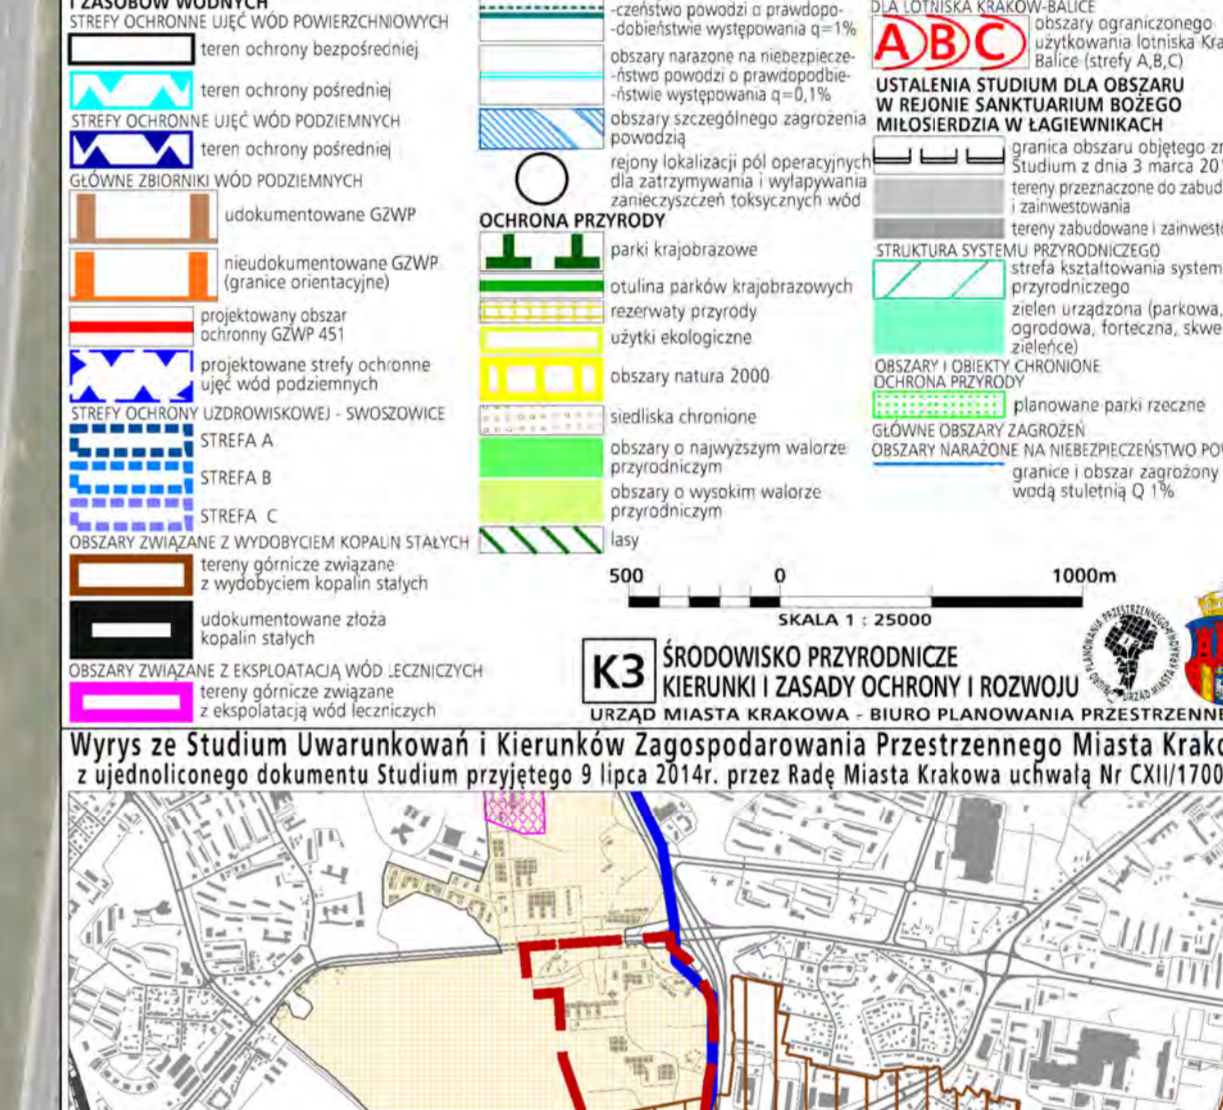 I ZASOBÓW WODNYCH
STREFY OCHRONNE UJĘĆ WÓD POWIERZCHNIOWYCH
teren ochrony bezpośredniej
teren ochrony pośredniej
STREFY OCHRONNE UJĘĆ WÓD PODZIEMNYCH
teren ochrony pośredniej
GŁÓWNE ZBIORNIKI WÓD PODZIEMNYCH
udokumentowane GZWP
nieudokumentowane GZWP
(granice orientacyjne)
projektowany obszar
ochronny GZWP 451
projektowane strefy ochronne
ujęć wód podziemnych
STREFY OCHRONY UZDROWISKOWEJ - SWOSZOWICE
STREFA A
STREFA B
STREFA C
OBSZARY ZWIĄZANE Z WYDOBYCIEM KOPALIN STAŁYCH
tereny górnicze związane
z wydobyciem kopalin stałych
udokumentowane złoża
kopalin stałych
OBSZARY ZWIĄZANE Z EKSPLOATACJĄ WÓD LECZNICZYCH
tereny górnicze związane
z ekspolatacją wód leczniczych
-czeństwo powodzi o prawdopo-
-dobieństwie występowania q=1%
obszary narażone na niebezpiecze-
-ństwo powodzi o prawdopodbie-
-ństwie występowania q=0,1%
obszary szczególnego zagrożenia
powodzią
rejony lokalizacji pól operacyjnych
dla zatrzymywania i wyłapywania
zanieczyszczeń toksycznych wód
OCHRONA PRZYRODY
parki krajobrazowe
otulina parków krajobrazowych
rezerwaty przyrody
użytki ekologiczne
obszary natura 2000
siedliska chronione
obszary o najwyższym walorze
przyrodniczym
obszary o wysokim walorze
przyrodniczym
lasy
DLA LOTNISKA KRAKÓW-BALICE
A B C
obszary ograniczonego
użytkowania lotniska Kra
Balice (strefy A,B,C)
USTALENIA STUDIUM DLA OBSZARU
W REJONIE SANKTUARIUM BOŻEGO
MIŁOSIERDZIA W ŁAGIEWNIKACH
granica obszaru objętego zm
Studium z dnia 3 marca 201
tereny przeznaczone do zabud
i zainwestowania
tereny zabudowane i zainwesto
STRUKTURA SYSTEMU PRZYRODNICZEGO
strefa kształtowania system
przyrodniczego
zielen urządzona (parkowa,
ogrodowa, forteczna, skwe
zieleńce)
OBSZARY I OBIEKTY CHRONIONE
OCHRONA PRZYRODY
planowane parki rzeczne
GŁÓWNE OBSZARY ZAGROŻEŃ
OBSZARY NARAŻONE NA NIEBEZPIECZEŃSTWO POW
granice i obszar zagrożony
wodą stuletnią Q 1%
500 0 1000m
SKALA 1 : 25000
K3
ŚRODOWISKO PRZYRODNICZE
KIERUNKI I ZASADY OCHRONY I ROZWOJU
URZĄD MIASTA KRAKOWA - BIURO PLANOWANIA PRZESTRZENNE
Wyrys ze Studium Uwarunkowań i Kierunków Zagospodarowania Przestrzennego Miasta Krako
z ujednoliconego dokumentu Studium przyjętego 9 lipca 2014r. przez Radę Miasta Krakowa uchwałą Nr CXII/1700